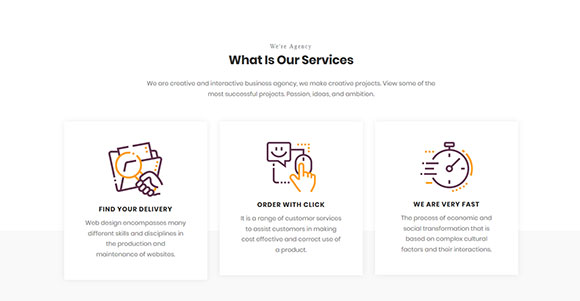 We're Agency
What Is Our Services
We are creative and interactive business agency, we make creative projects. View some of the
most successful projects. Passion, ideas, and ambition.
FIND YOUR DELIVERY
Web design encompasses many
different skills and disciplines in
the production and
maintenance of websites.
ORDER WITH CLICK
It is a range of customer services
to assist customers in making
cost effective and correct use of
a product.
WE ARE VERY FAST
The process of economic and
social transformation that is
based on complex cultural
factors and their interactions.